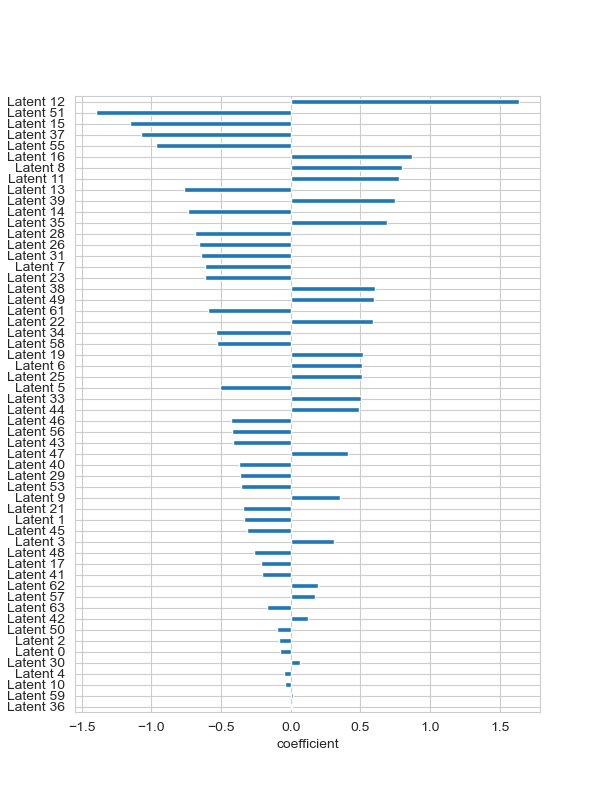 Latent 12
Latent 51
Latent 15
Latent 37
Latent 55
Latent 16
Latent 8
Latent 11
Latent 13
Latent 39
Latent 14
Latent 35
Latent 28
Latent 26
Latent 31
Latent 7
Latent 23
Latent 38
Latent 49
Latent 61
Latent 22
Latent 34
Latent 58
Latent 19
Latent 6
Latent 25
Latent 5
Latent 33
Latent 44
Latent 46
Latent 56
Latent 43
Latent 47
Latent 40
Latent 29
Latent 53
Latent 9
Latent 21
Latent 1
Latent 45
Latent 3
Latent 48
Latent 17
Latent 41
Latent 62
Latent 57
Latent 63
Latent 42
Latent 50
Latent 2
Latent 0
Latent 30
Latent 4
Latent 10
Latent 59
Latent 36
−1.5 −1.0 −0.5 0.0 0.5 1.0 1.5
coefficient